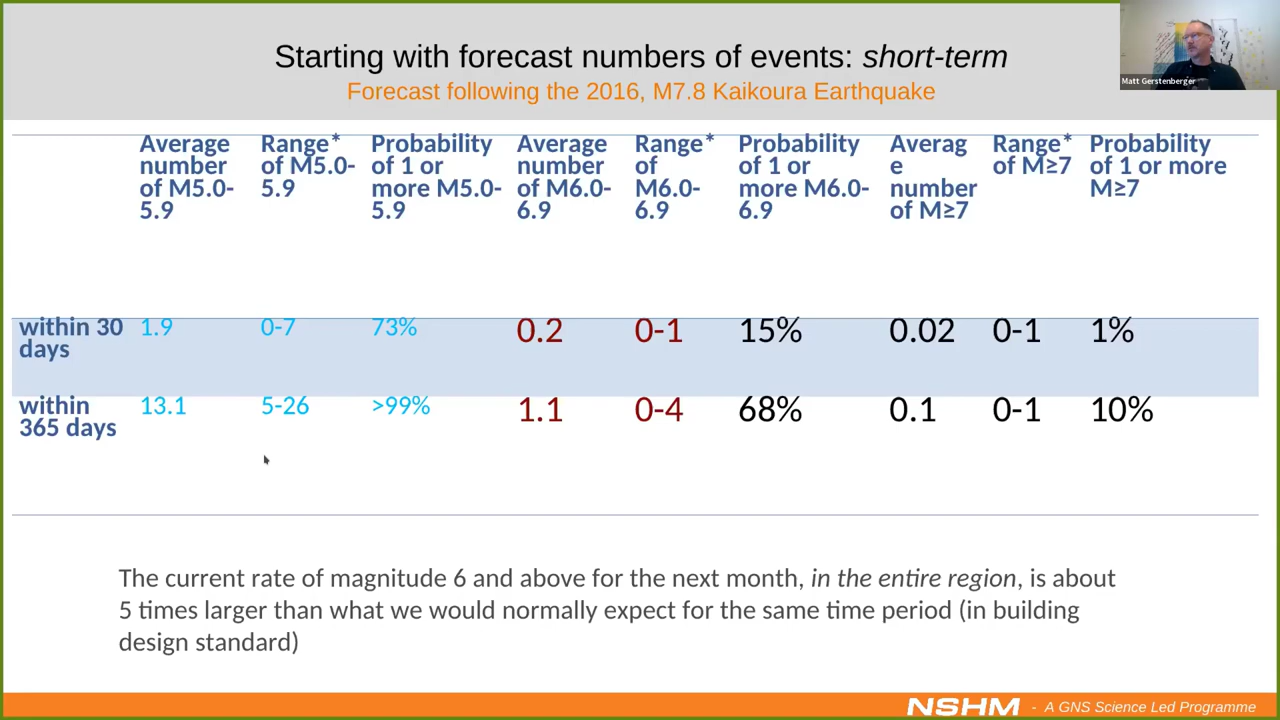 Starting with forecast numbers of events: short-term
Forecast following the 2016, M7.8 Kaikoura Earthquake
Matt Gerstenberger
Average
number
of M5.0-
5.9
Range*
of M5.0-
5.9
Probability
of 1 or
more M5.0-
5.9
Average
number
of M6.0-
6.9
Range*
of
M6.0-
6.9
Probability
of 1 or
more M6.0-
6.9
Averag
e
number
of M≥7
Range*
of M≥7
Probability
of 1 or more
M≥7
within 30
days
1.9
0-7
73%
0.2
0-1
15%
0.02
0-1
1%
within
365 days
13.1
5-26
>99%
1.1
0-4
68%
0.1
0-1
10%
The current rate of magnitude 6 and above for the next month, in the entire region, is about
5 times larger than what we would normally expect for the same time period (in building
design standard)
NSHM - A GNS Science Led Programme